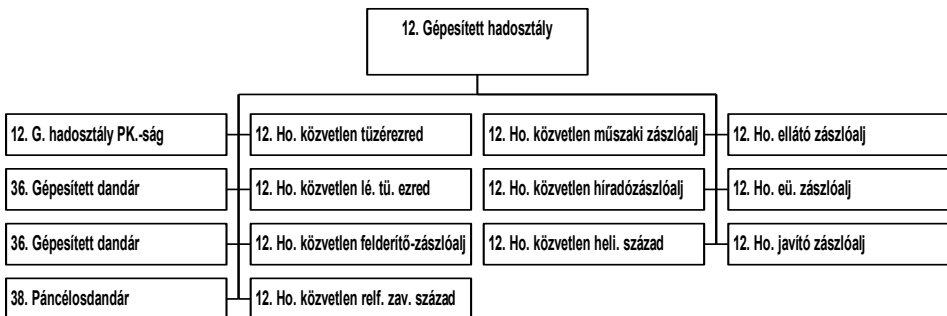 12. Gépesített hadosztály
12. G. hadosztály PK.-ság
12. Ho. közvetlen tüzérezred
12. Ho. közvetlen műszaki zászlóalj
12. Ho. ellátó zászlóalj
36. Gépesített dandár
12. Ho. közvetlen lé. tü. ezred
12. Ho. közvetlen híradózászlóalj
12. Ho. eü. zászlóalj
36. Gépesített dandár
12. Ho. közvetlen felderítő-zászlóalj
12. Ho. közvetlen heli. század
12. Ho. javító zászlóalj
38. Páncélosdandár
12. Ho. közvetlen relf. zav. század